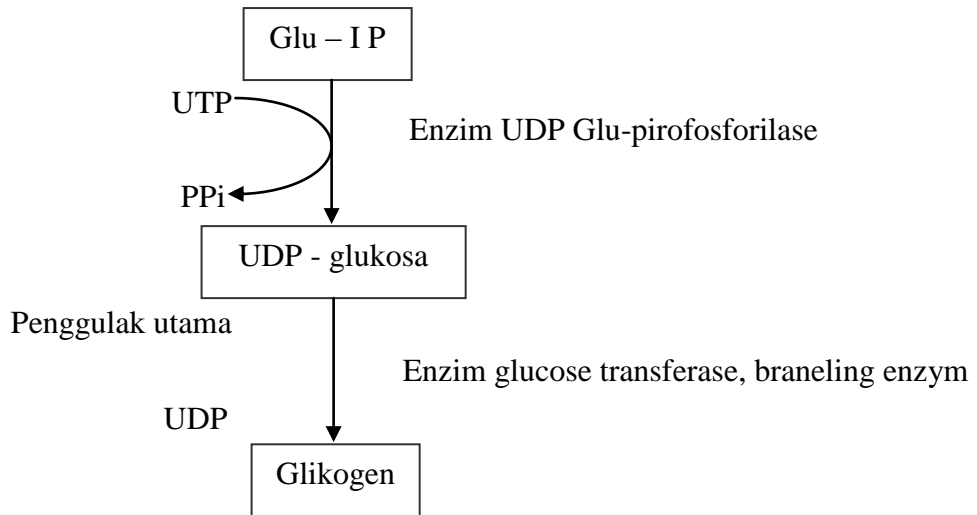 Glu – I P
UTP
Enzim UDP Glu-pirofosforilase
PPi
UDP - glukosa
Penggulak utama
Enzim glucose transferase, braneling enzym
UDP
Glikogen